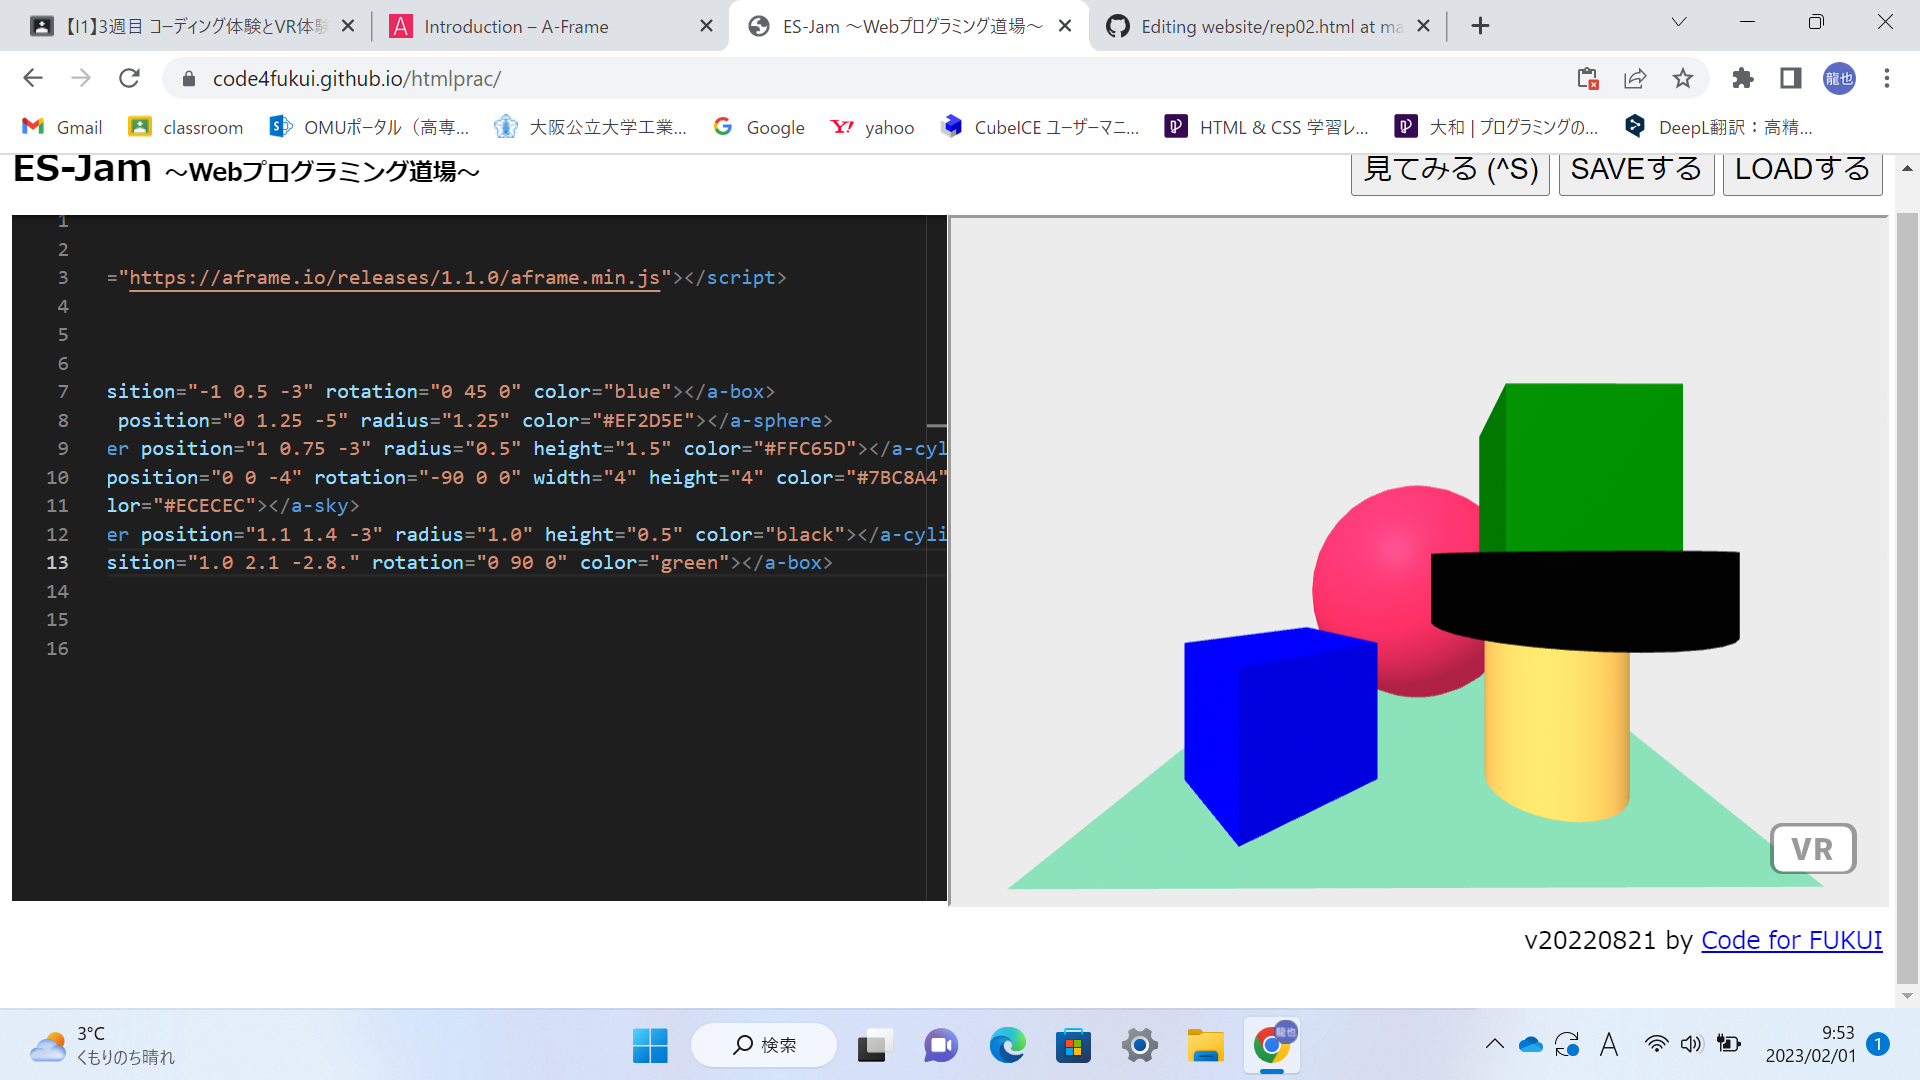 【I1】3週目 コーディング体験とVR体験
Introduction – A-Frame
ES-Jam ～Webプログラミング道場～
Editing website/rep02.html at ma
code4fukui.github.io/htmlprac/
龍也
Gmail
classroom
OMUポータル（高専...
大阪公立大学工業...
Google
yahoo
CubeICE ユーザーマニ...
HTML & CSS 学習レ...
大和 | プログラミングの...
DeepL翻訳：高精...
ES-Jam ～Webプログラミング道場～
見てみる (^S)
SAVEする
LOADする
1
2
3 ="https://aframe.io/releases/1.1.0/aframe.min.js"></script>
4
5
6
7 sition="-1 0.5 -3" rotation="0 45 0" color="blue"></a-box>
8 position="0 1.25 -5" radius="1.25" color="#EF2D5E"></a-sphere>
9 er position="1 0.75 -3" radius="0.5" height="1.5" color="#FFC65D"></a-cyl
10 position="0 0 -4" rotation="-90 0 0" width="4" height="4" color="#7BC8A4"
11 lor="#ECECEC"></a-sky>
12 er position="1.1 1.4 -3" radius="1.0" height="0.5" color="black"></a-cyli
13 sition="1.0 2.1 -2.8." rotation="0 90 0" color="green"></a-box>
14
15
16
VR
v20220821 by Code for FUKUI
3°C
くもりのち晴れ
検索
龍也
A
9:53
2023/02/01
1